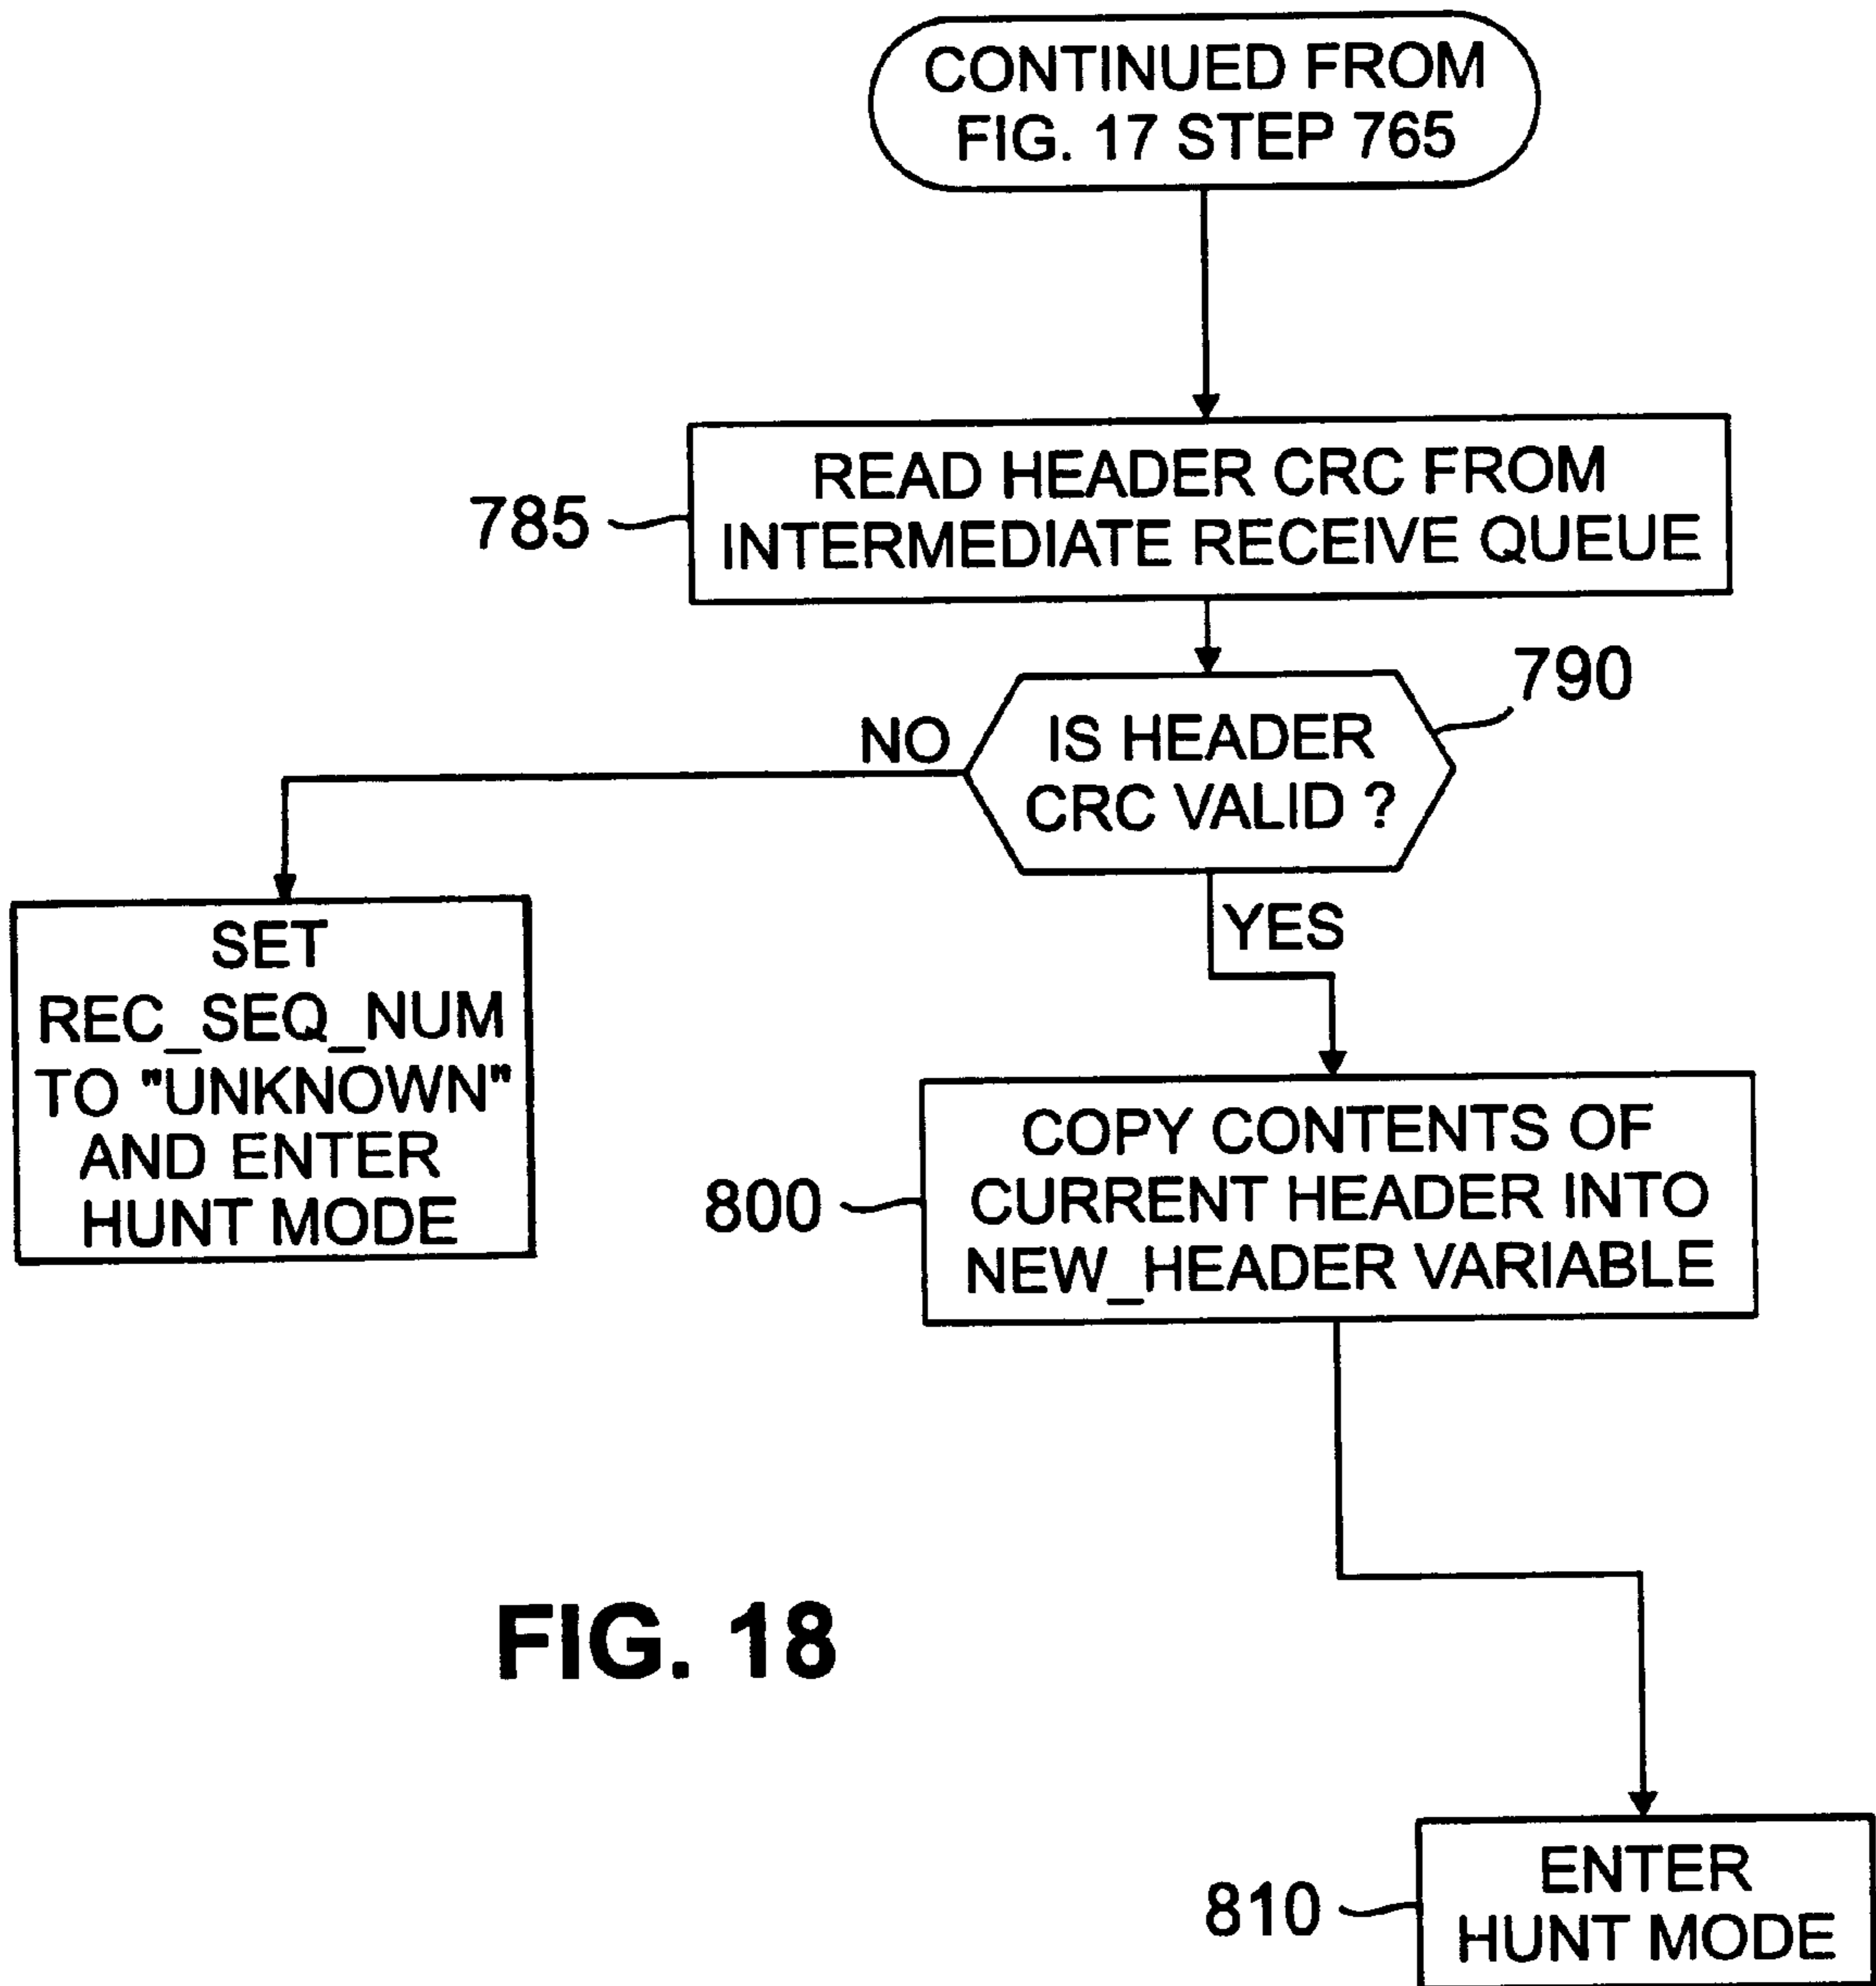 CONTINUED FROM
FIG. 17 STEP 765
READ HEADER CRC FROM
INTERMEDIATE RECEIVE QUEUE
785
790
IS HEADER
CRC VALID ?
NO
YES
SET
REC_SEQ_NUM
TO "UNKNOWN"
AND ENTER
HUNT MODE
COPY CONTENTS OF
CURRENT HEADER INTO
NEW_HEADER VARIABLE
800
FIG. 18
ENTER
HUNT MODE
810